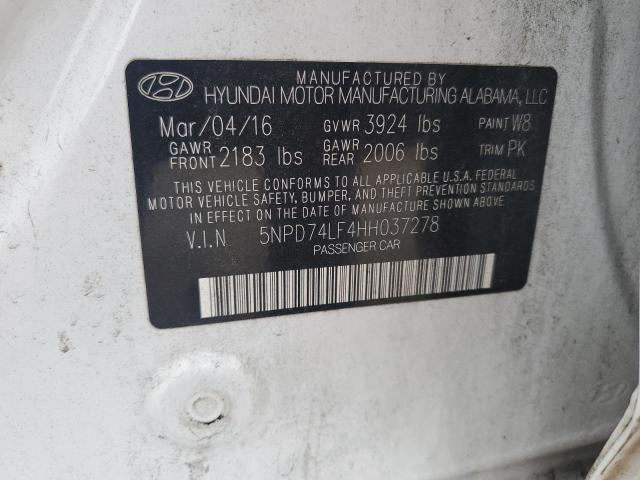 MANUFACTURED BY
HYUNDAI MOTOR MANUFACTURING ALABAMA, LLC
Mar/04/16 GVWR 3924 lbs PAINT W8
GAWR FRONT 2183 lbs GAWR REAR 2006 lbs TRIM PK
THIS VEHICLE CONFORMS TO ALL APPLICABLE U.S.A. FEDERAL
MOTOR VEHICLE SAFETY, BUMPER, AND THEFT PREVENTION STANDARDS
IN EFFECT ON THE DATE OF MANUFACTURE SHOWN ABOVE.
V.I.N 5NPD74LF4HH037278
PASSENGER CAR